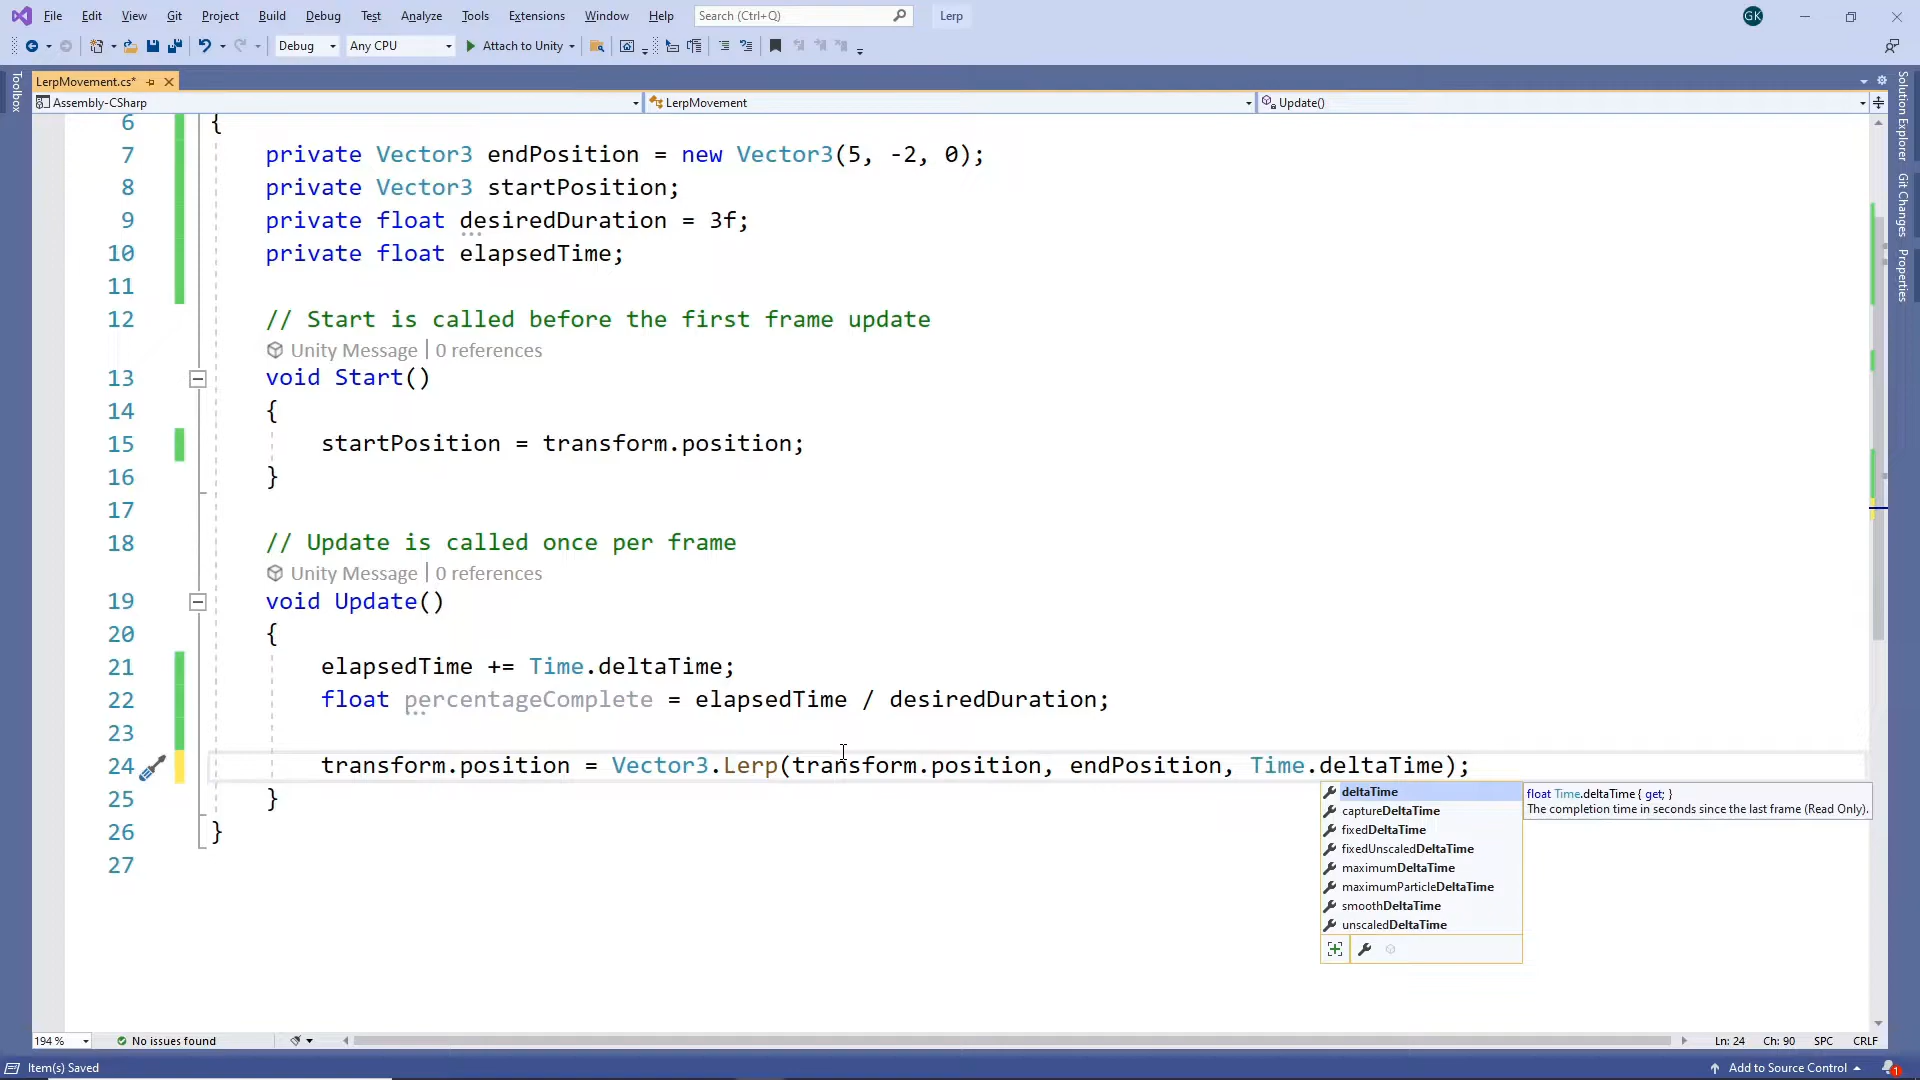 File Edit View Git Project Build Debug Test Analyze Tools Extensions Window Help Search (Ctrl+Q) Lerp GK
Debug Any CPU Attach to Unity
LerpMovement.cs*
Assembly-CSharp LerpMovement Update()
Toolbox
Solution Explorer
Git Changes
Properties
6 {
7 private Vector3 endPosition = new Vector3(5, -2, 0);
8 private Vector3 startPosition;
9 private float desiredDuration = 3f;
10 private float elapsedTime;
11
12 // Start is called before the first frame update
Unity Message | 0 references
13 void Start()
14 {
15 startPosition = transform.position;
16 }
17
18 // Update is called once per frame
Unity Message | 0 references
19 void Update()
20 {
21 elapsedTime += Time.deltaTime;
22 float percentageComplete = elapsedTime / desiredDuration;
23
24 transform.position = Vector3.Lerp(transform.position, endPosition, Time.deltaTime);
25 }
26 }
27
deltaTime
captureDeltaTime
fixedDeltaTime
fixedUnscaledDeltaTime
maximumDeltaTime
maximumParticleDeltaTime
smoothDeltaTime
unscaledDeltaTime
float Time.deltaTime { get; }
The completion time in seconds since the last frame (Read Only).
194 % No issues found Ln: 24 Ch: 90 SPC CRLF
Item(s) Saved Add to Source Control 1